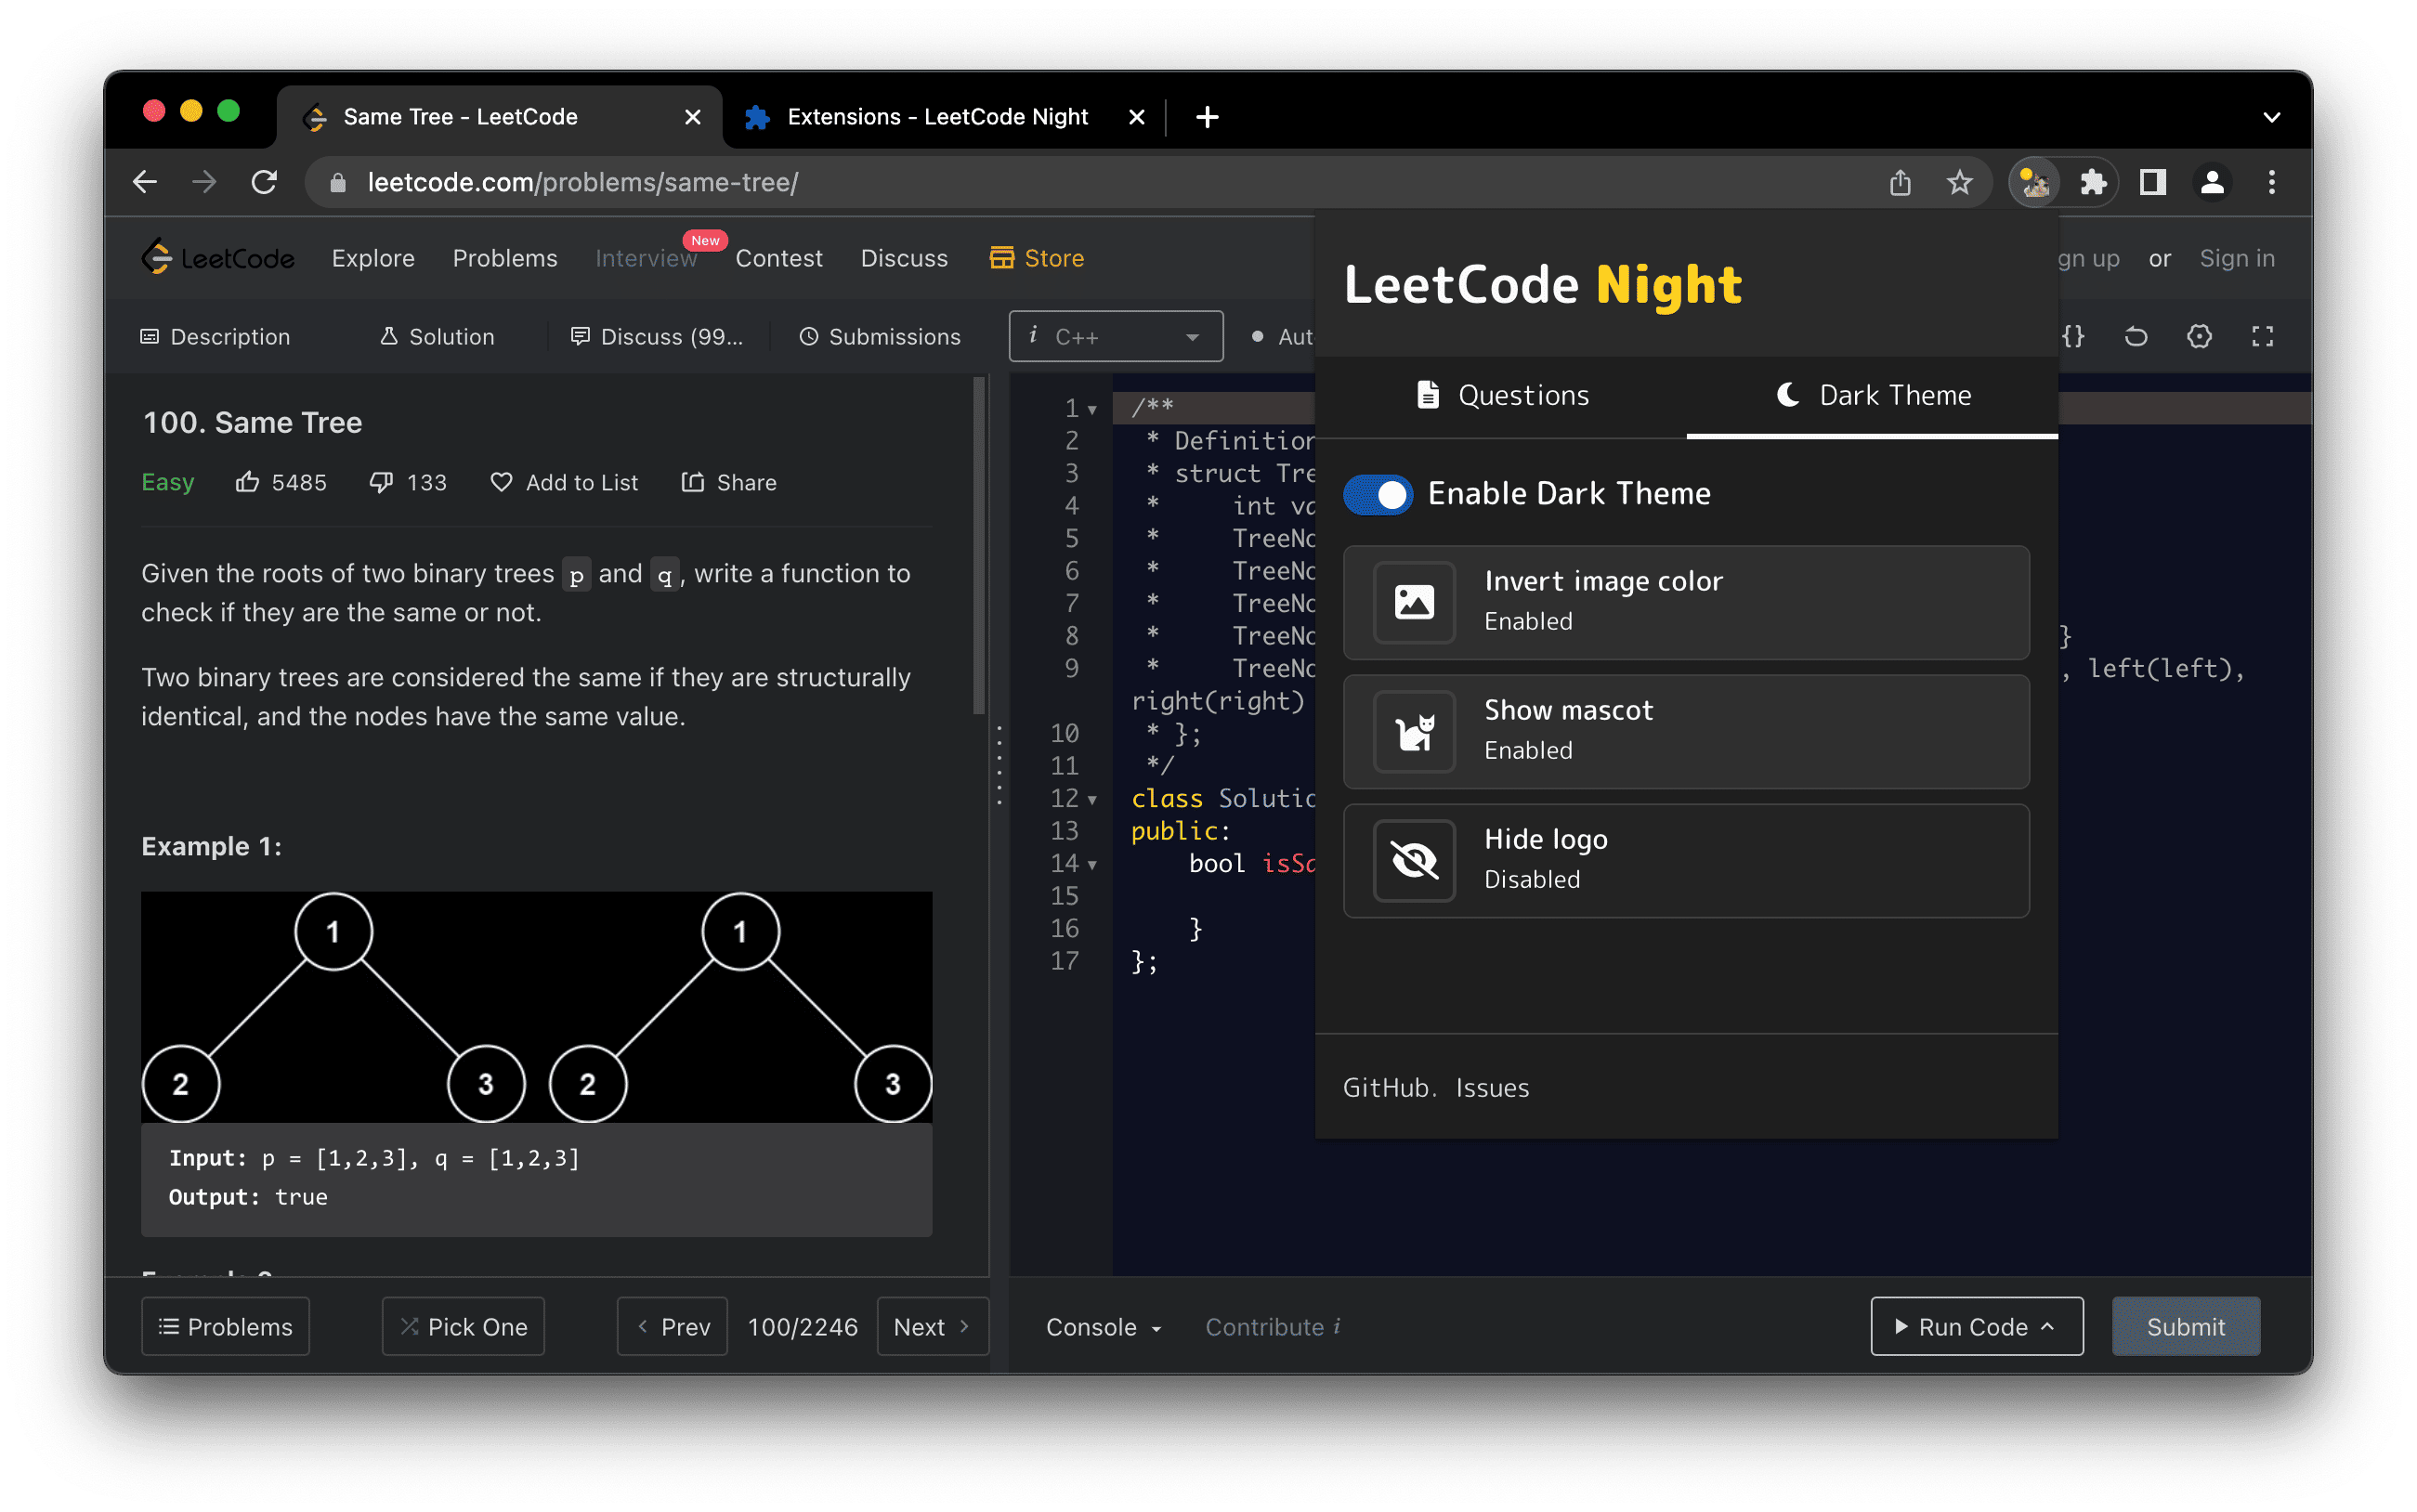 Same Tree - LeetCode
Extensions - LeetCode Night
leetcode.com/problems/same-tree/
LeetCode Explore Problems Interview New Contest Discuss Store
gn up or Sign in
Description Solution Discuss (99... Submissions
i C++ Aut {}
100. Same Tree
Easy 5485 133 Add to List Share
Given the roots of two binary trees p and q, write a function to
check if they are the same or not.
Two binary trees are considered the same if they are structurally
identical, and the nodes have the same value.
Example 1:
1 1
2 3 2 3
Input: p = [1,2,3], q = [1,2,3]
Output: true
Problems Pick One Prev 100/2246 Next
1 /**
2 * Definition
3 * struct Tre
4 * int va
5 * TreeNo
6 * TreeNo
7 * TreeNo
8 * TreeNo }
9 * TreeNo , left(left),
right(right)
10 * };
11 */
12 class Solutio
13 public:
14 bool isSa
15
16 }
17 };
Console Contribute i Run Code Submit
LeetCode Night
Questions Dark Theme
Enable Dark Theme
Invert image color
Enabled
Show mascot
Enabled
Hide logo
Disabled
GitHub. Issues